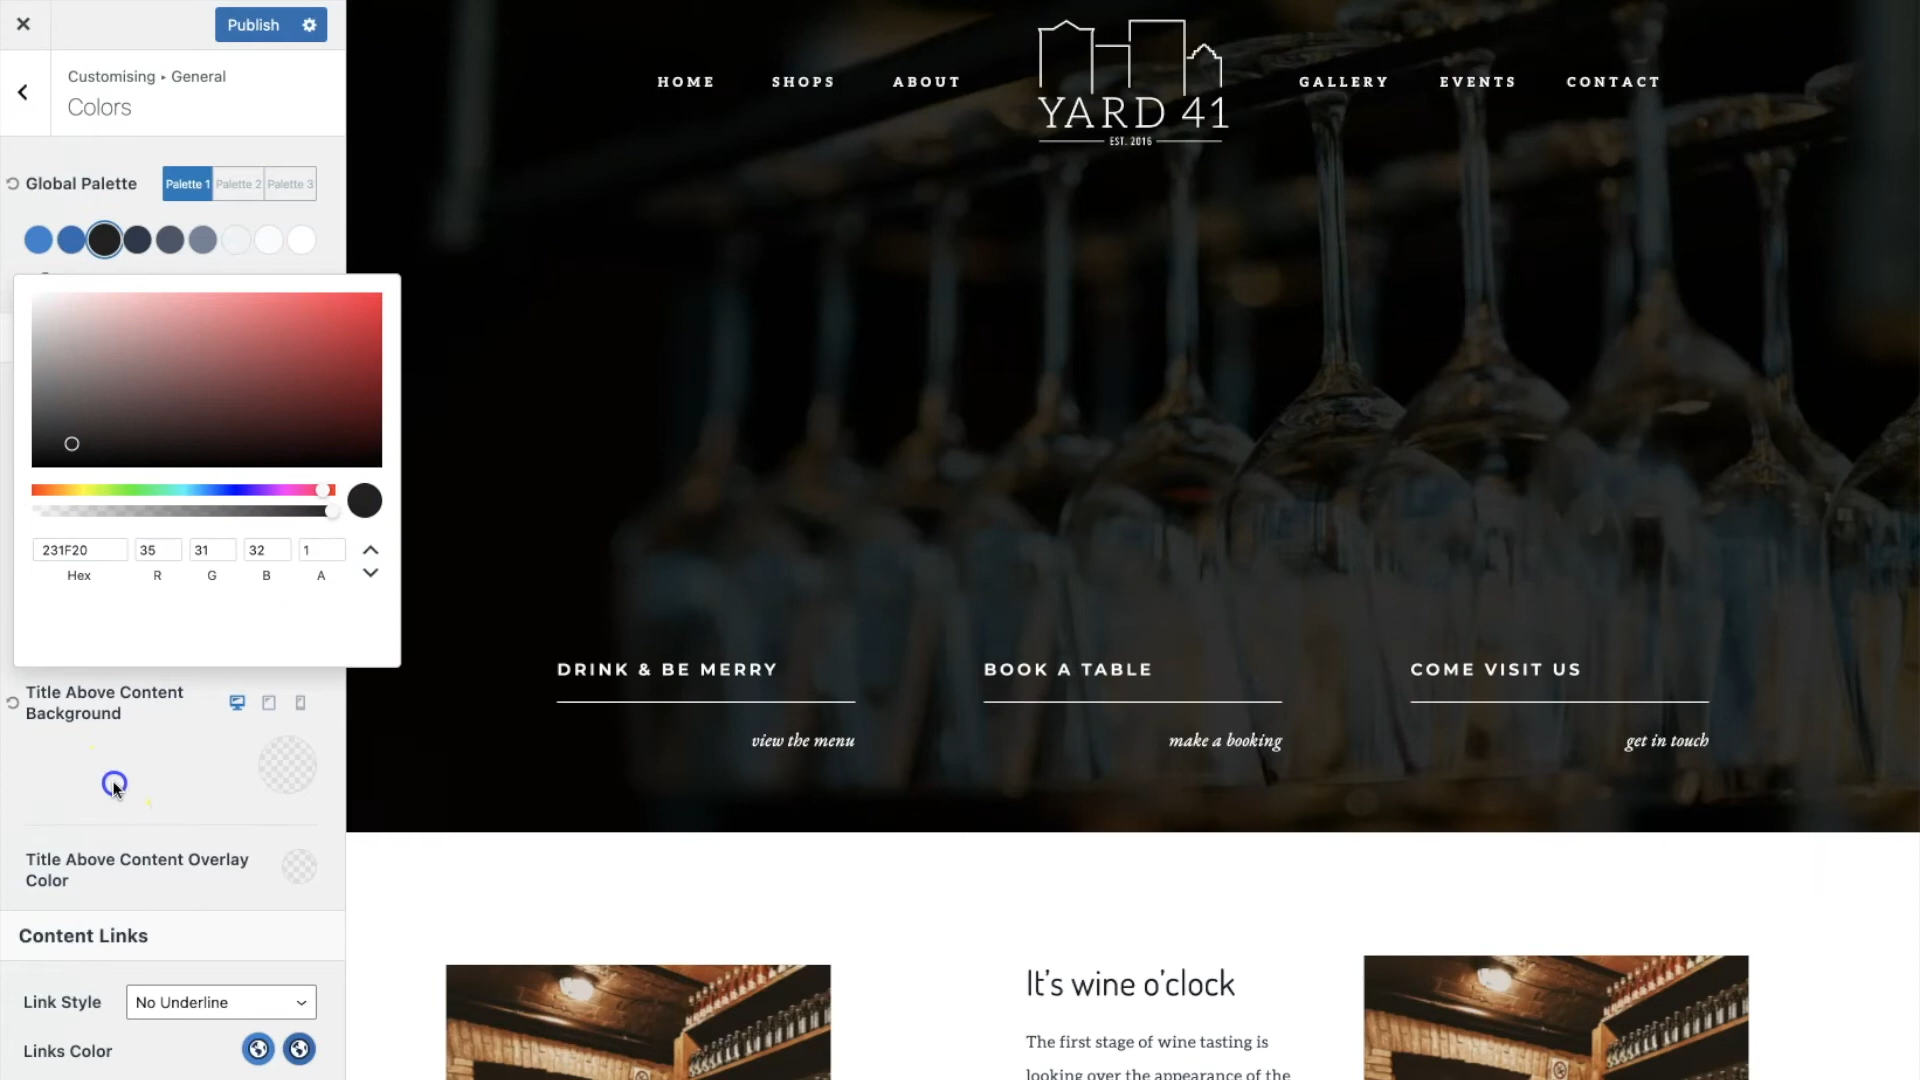 Publish
Customising ▸ General
Colors
Global Palette
Palette 1
Palette 2
Palette 3
231F20
35
31
32
1
Hex
R
G
B
A
Title Above Content
Background
Title Above Content Overlay
Color
Content Links
Link Style
No Underline
Links Color
HOME
SHOPS
ABOUT
YARD 41
EST. 2016
GALLERY
EVENTS
CONTACT
DRINK & BE MERRY
view the menu
BOOK A TABLE
make a booking
COME VISIT US
get in touch
It's wine o'clock
The first stage of wine tasting is
looking over the appearance of the